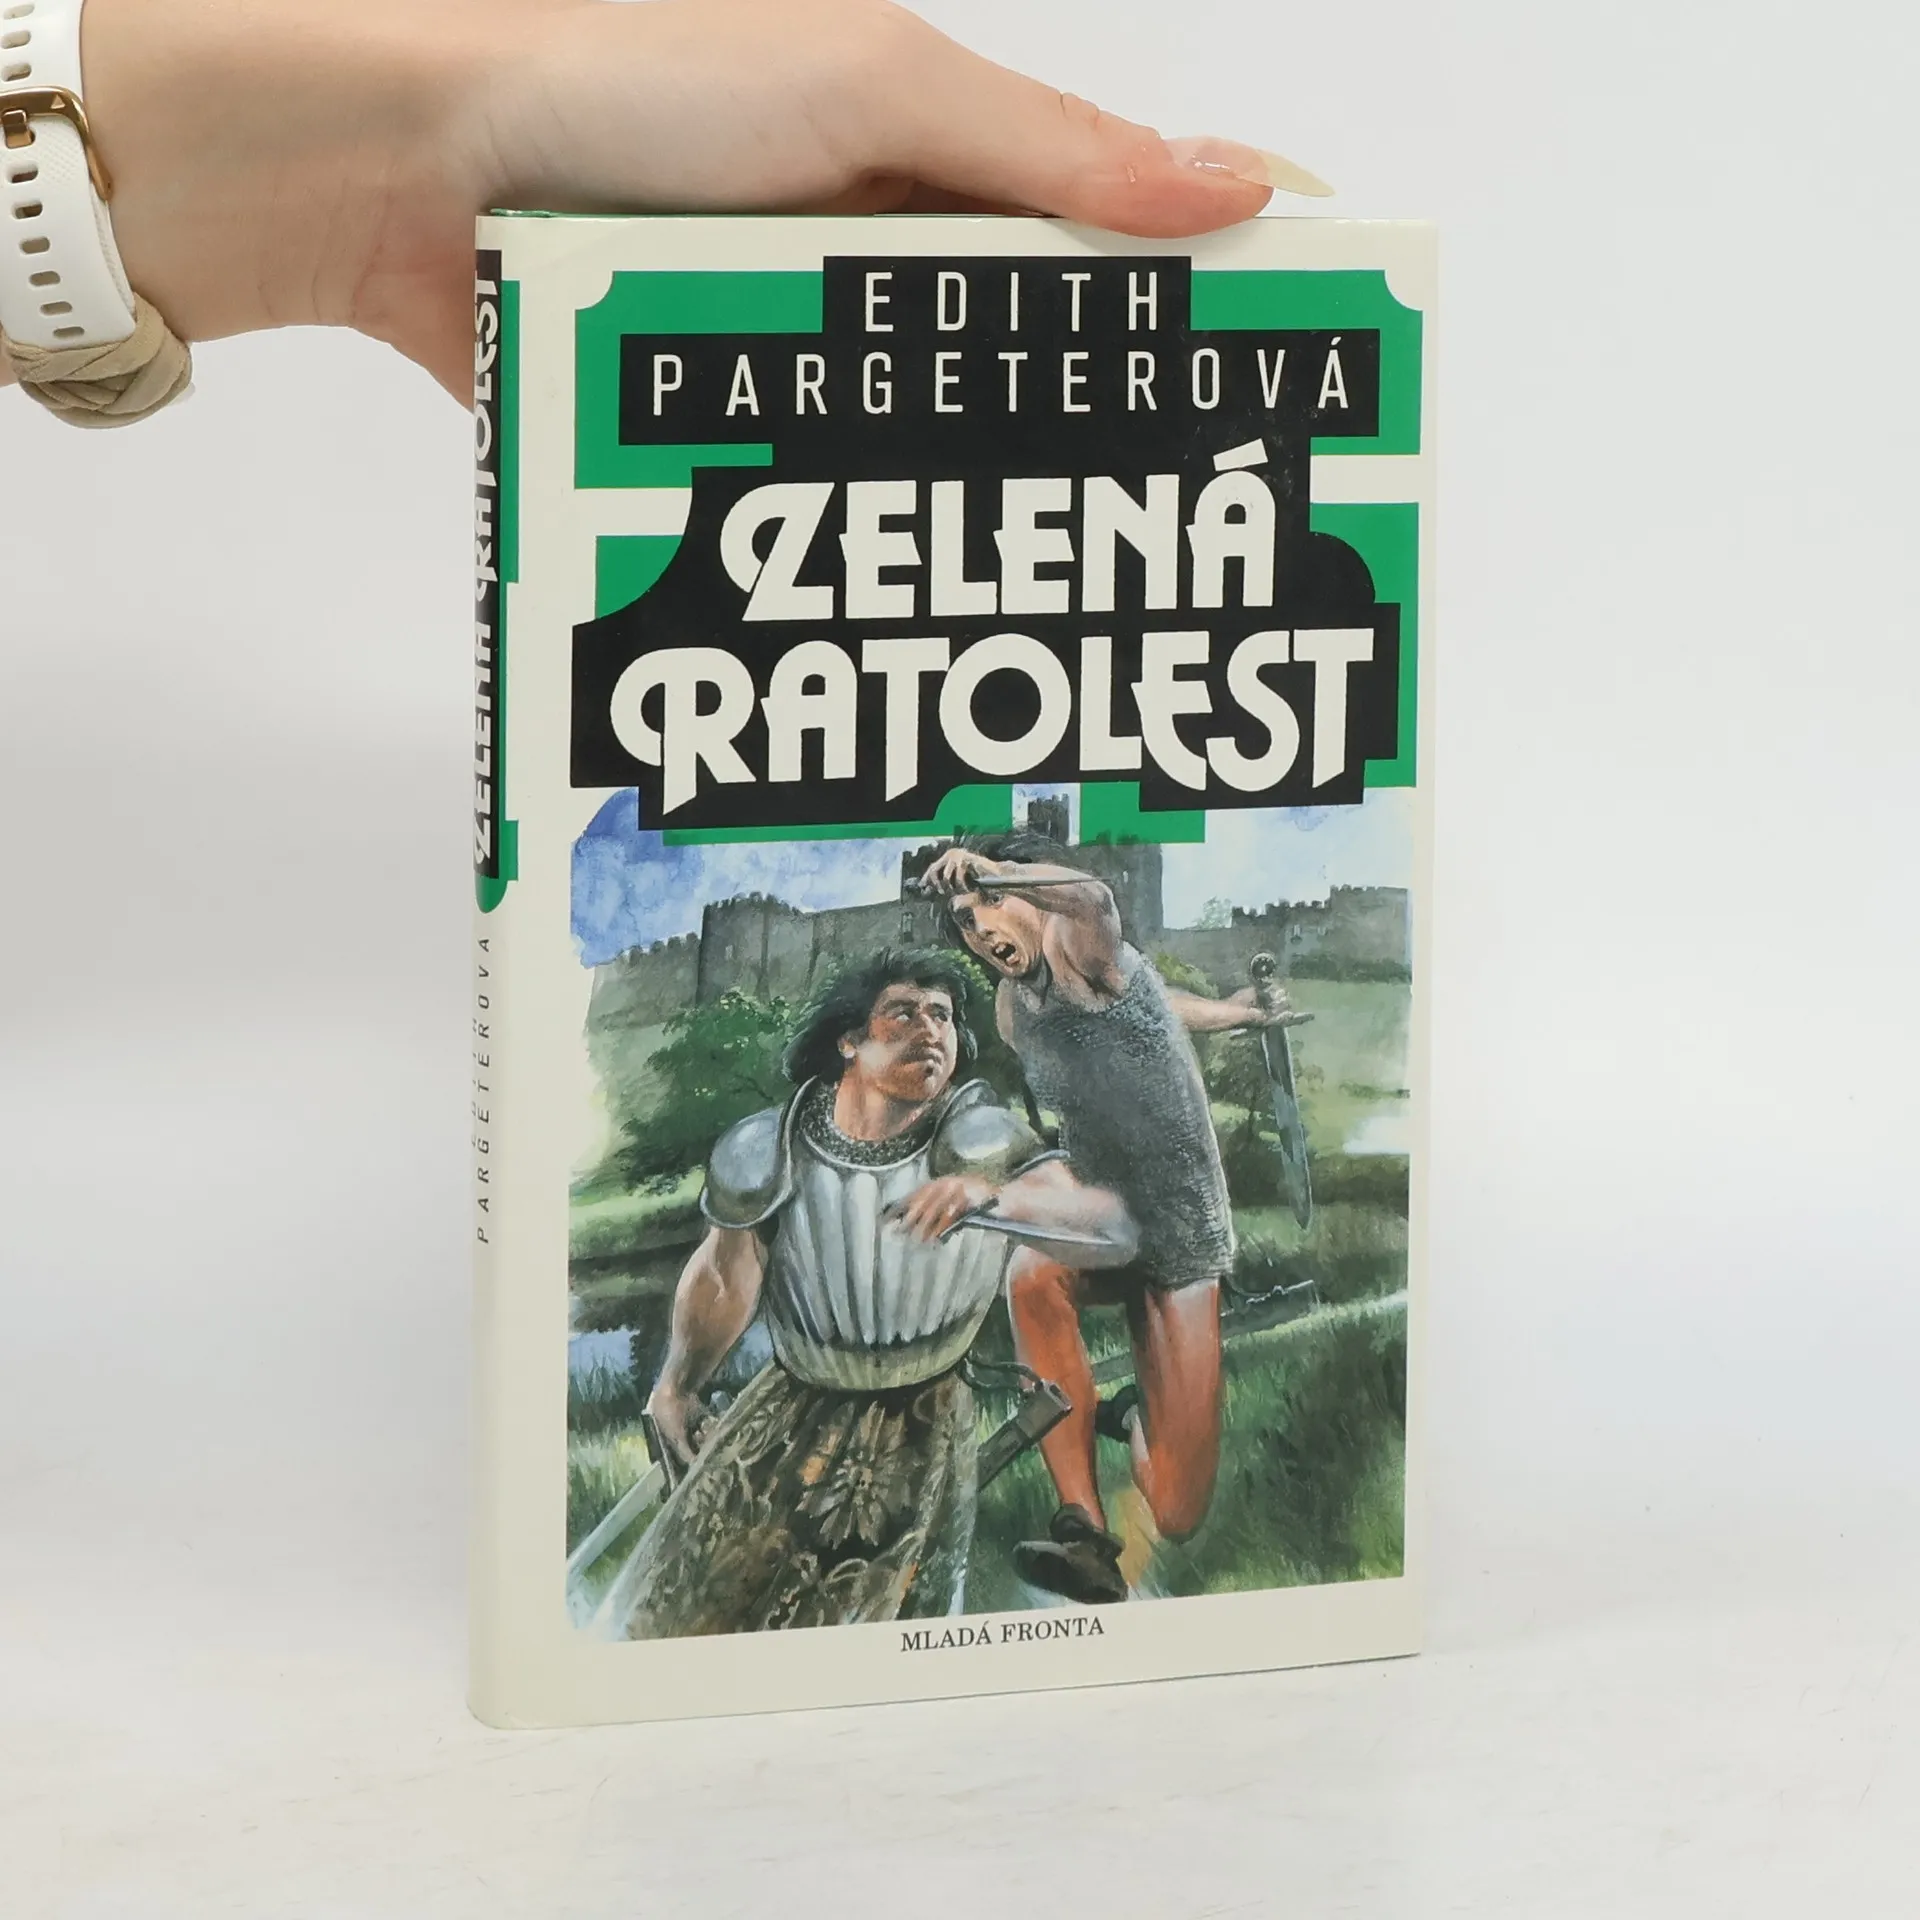 EDITH
PARGETEROVÁ
ZELENÁ
RATOLEST
MLADÁ FRONTA
ZELENÁ RATOLEST
EDITH
PARGETEROVÁ